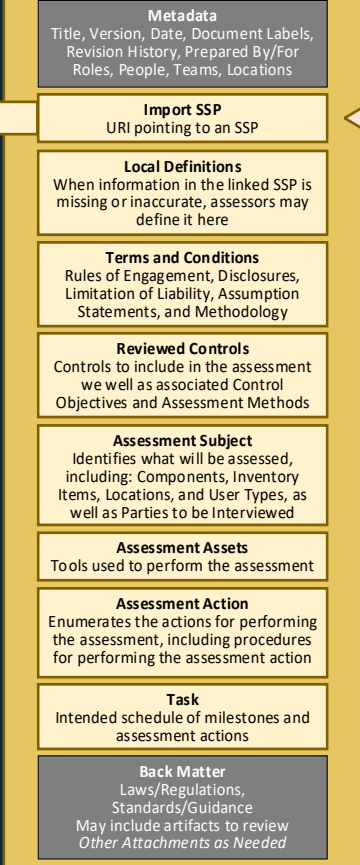 Metadata
Title, Version, Date, Document Labels,
Revision History, Prepared By/For
Roles, People, Teams, Locations
Import SSP
URI pointing to an SSP
Local Definitions
When information in the linked SSP is
missing or inaccurate, assessors may
define it here
Terms and Conditions
Rules of Engagement, Disclosures,
Limitation of Liability, Assumption
Statements, and Methodology
Reviewed Controls
Controls to include in the assessment
we well as associated Control
Objectives and Assessment Methods
Assessment Subject
Identifies what will be assessed,
including: Components, Inventory
Items, Locations, and User Types, as
well as Parties to be Interviewed
Assessment Assets
Tools used to perform the assessment
Assessment Action
Enumerates the actions for performing
the assessment, including procedures
for performing the assessment action
Task
Intended schedule of milestones and
assessment actions
Back Matter
Laws/Regulations,
Standards/Guidance
May include artifacts to review
Other Attachments as Needed